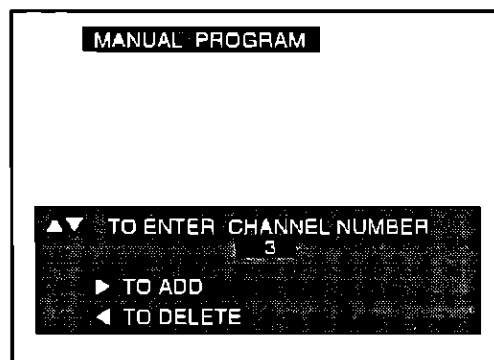 MANUAL PROGRAM
▲▼ TO ENTER CHANNEL NUMBER
3
▶ TO ADD
◀ TO DELETE